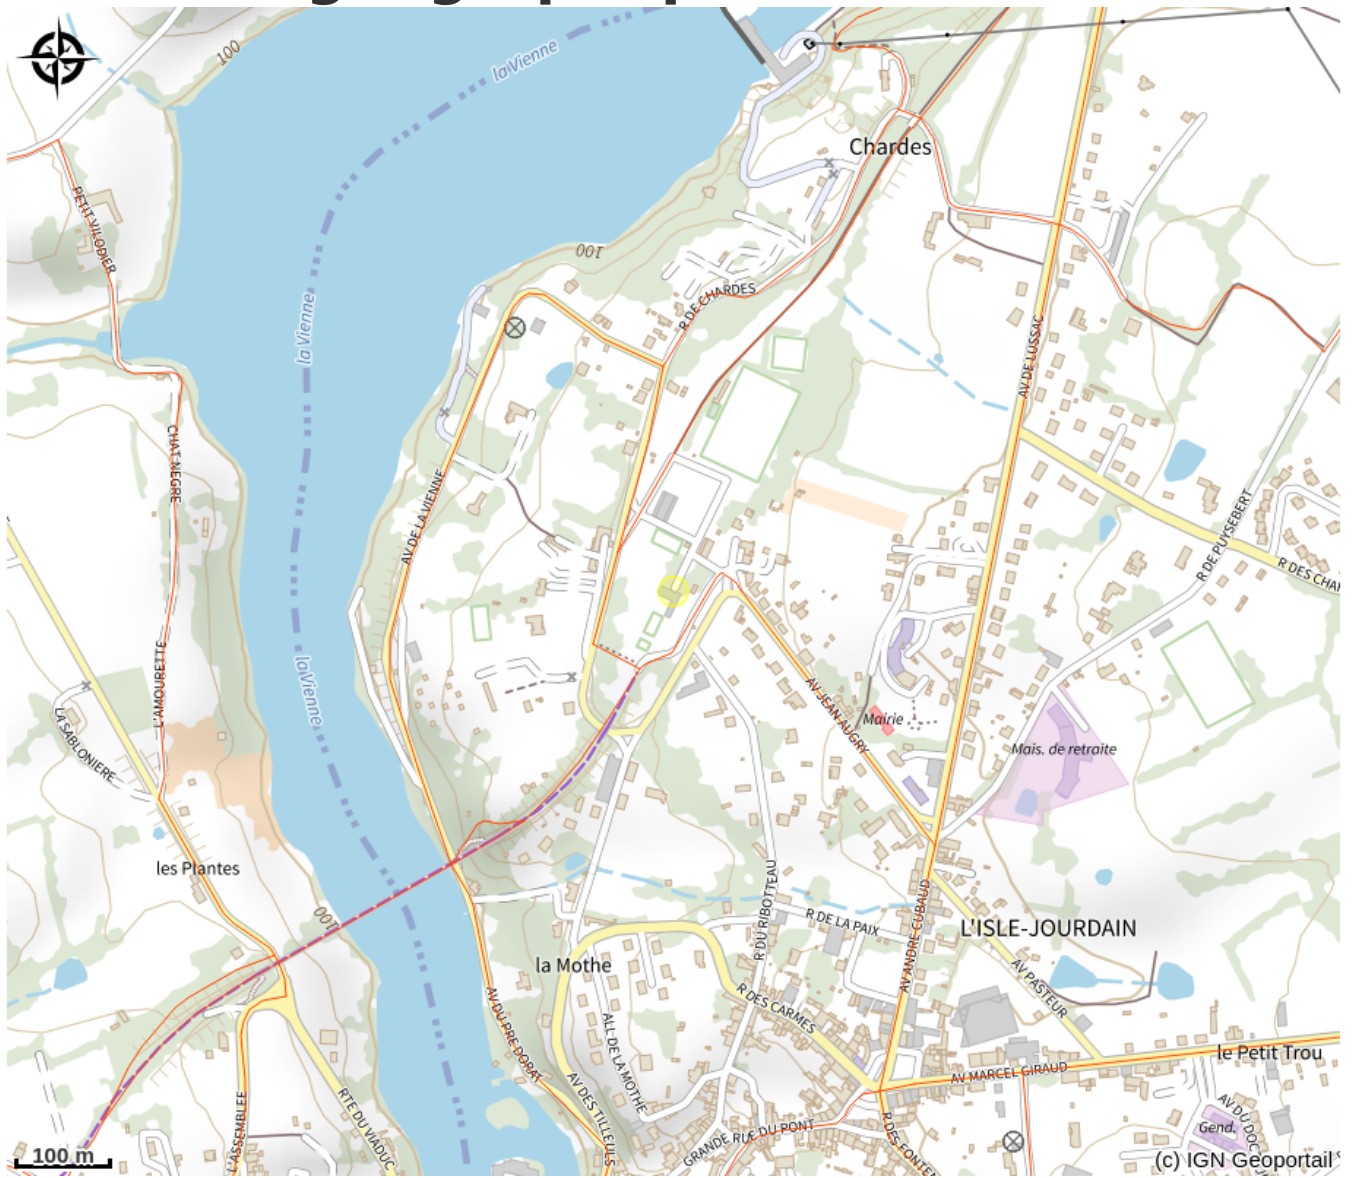 100
la Vienne
Chardes
PETIT VILODIER
100
la Vienne
R DE CHARDES
AV DE LUSSAC
CHAT NEGRE
AV DE LA VIENNE
R DE PUYSEBERT
R DES CHAN
L'AMOURETTE
la Vienne
AV JEAN AUGRY
Mairie
LA SABLONIERE
Mais. de retraite
les Plantes
R DU RIBOTTEAU
R DE LA PAIX
AV ANDRE CUBAUD
L'ISLE-JOURDAIN
100
la Mothe
AV PASTEUR
R DES CARMES
AV DU PRE DORAT
ALL DE LA MOTHE
le Petit Trou
AV MARCEL GIRAUD
AV DES TILLEULS
RTE DU VIADUC
L'ASSEMBLEE
GRANDE RUE DU PONT
R DES FONTEN
AV DU DOC
Gend.
100 m
(c) IGN Geoportail